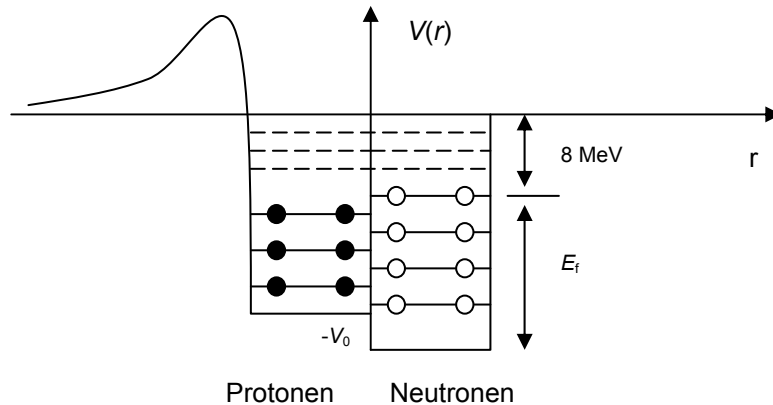 V(r)
8 MeV
r
E_f
-V_0
Protonen Neutronen